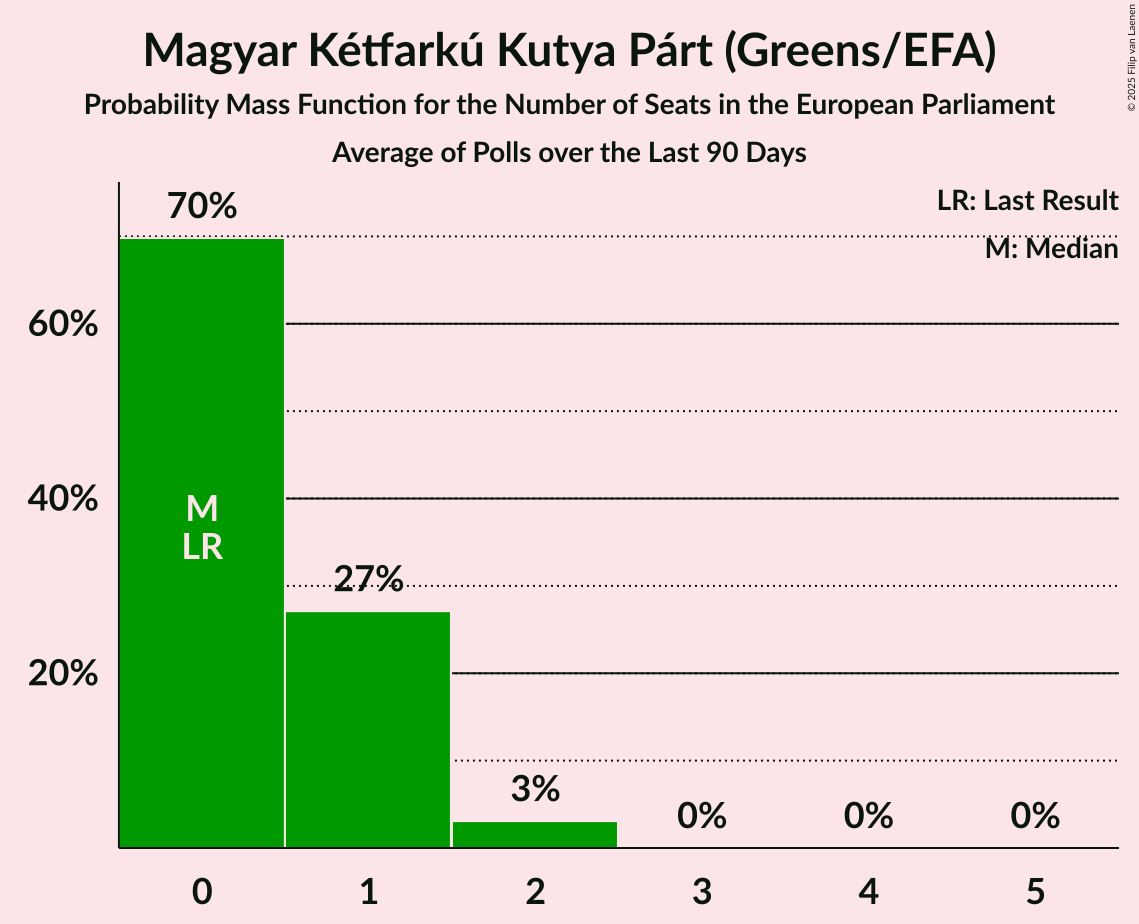 Magyar Kétfarkú Kutya Párt (Greens/EFA)
Probability Mass Function for the Number of Seats in the European Parliament
Average of Polls over the Last 90 Days
© 2025 Filip van Laenen
LR: Last Result
M: Median
70%
60%
40%
20%
M
LR
27%
3%
0%
0%
0%
0
1
2
3
4
5